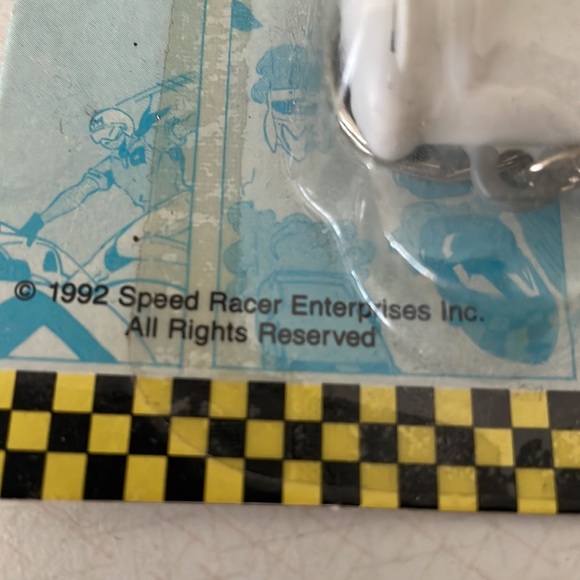 © 1992 Speed Racer Enterprises Inc.
All Rights Reserved